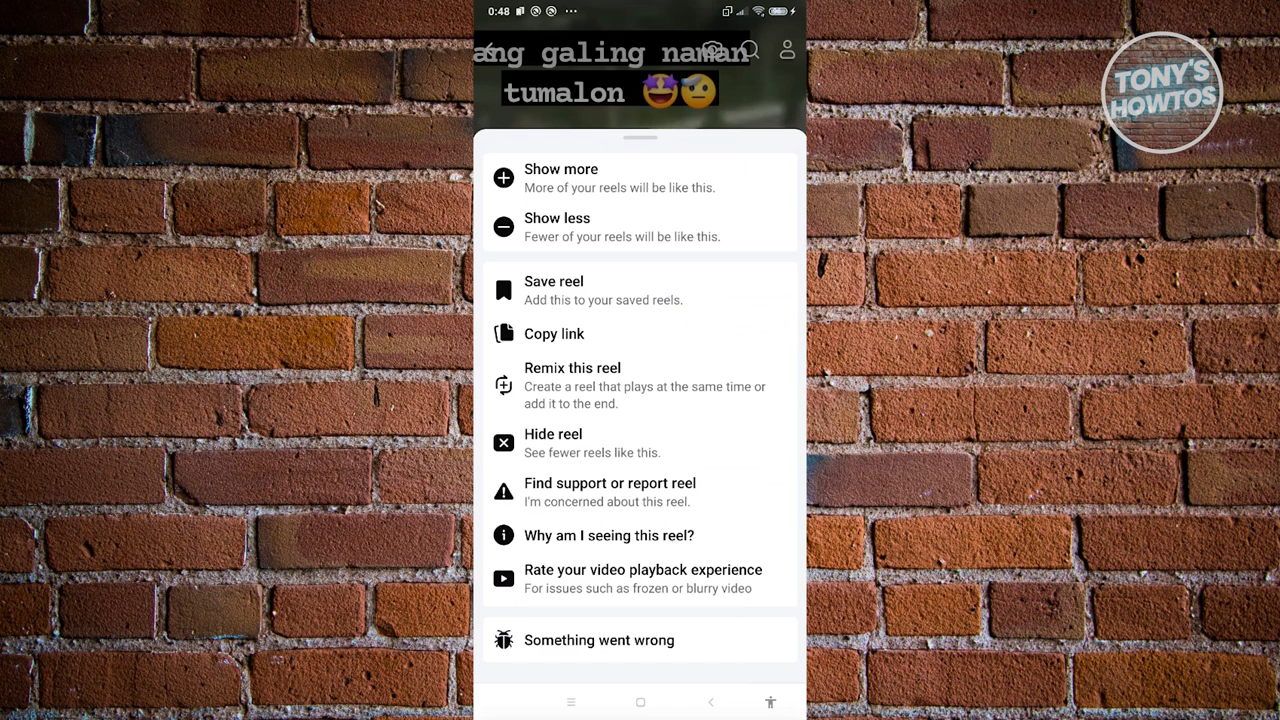 0:48
ang galing naman
tumalon 🤩🤨
TONY'S
HOWTOS
Show more
More of your reels will be like this.
Show less
Fewer of your reels will be like this.
Save reel
Add this to your saved reels.
Copy link
Remix this reel
Create a reel that plays at the same time or
add it to the end.
Hide reel
See fewer reels like this.
Find support or report reel
I'm concerned about this reel.
Why am I seeing this reel?
Rate your video playback experience
For issues such as frozen or blurry video
Something went wrong